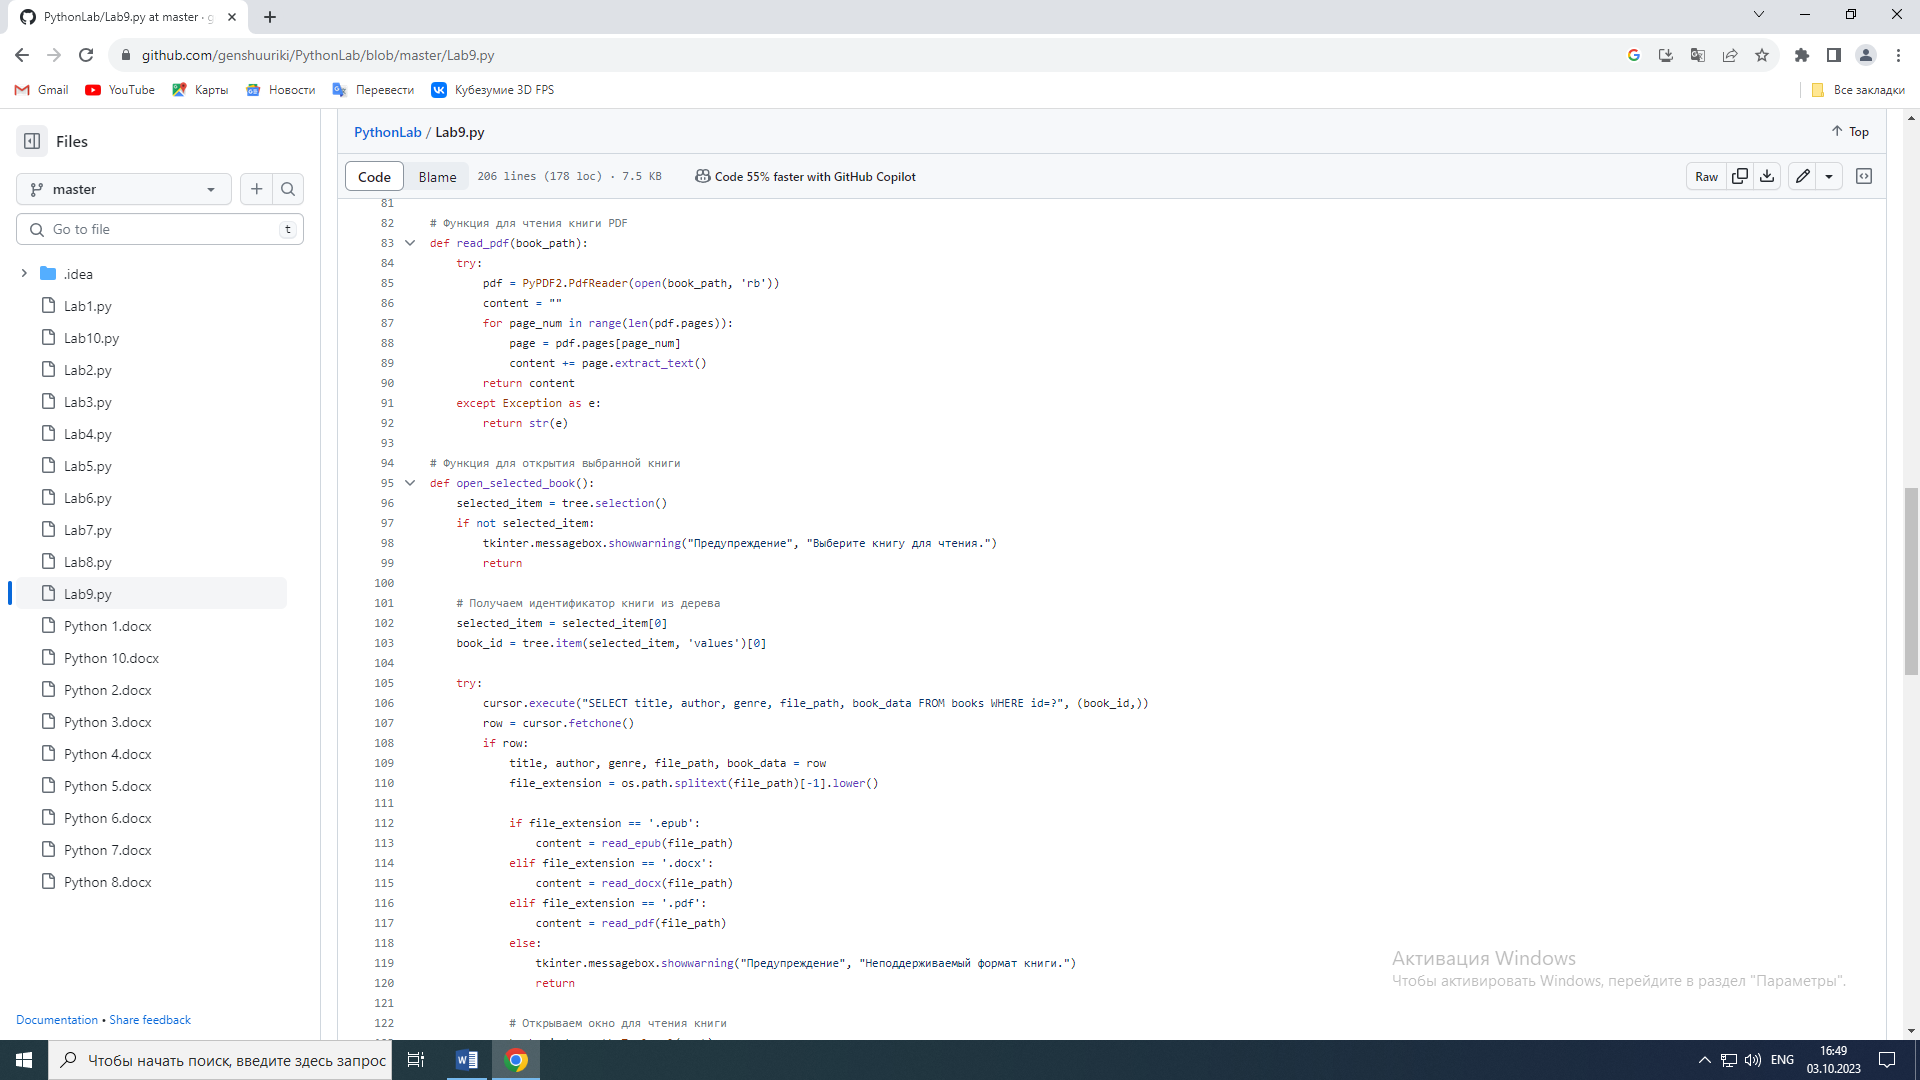 PythonLab/Lab9.py at master · g
github.com/genshuuriki/PythonLab/blob/master/Lab9.py
Gmail YouTube Карты Новости Перевести Кубезумие 3D FPS Все закладки
Files
master
Go to file t
.idea
Lab1.py
Lab10.py
Lab2.py
Lab3.py
Lab4.py
Lab5.py
Lab6.py
Lab7.py
Lab8.py
Lab9.py
Python 1.docx
Python 10.docx
Python 2.docx
Python 3.docx
Python 4.docx
Python 5.docx
Python 6.docx
Python 7.docx
Python 8.docx
Documentation • Share feedback
PythonLab / Lab9.py Top
Code Blame 206 lines (178 loc) · 7.5 KB Code 55% faster with GitHub Copilot Raw
81
82 # Функция для чтения книги PDF
83 def read_pdf(book_path):
84 try:
85 pdf = PyPDF2.PdfReader(open(book_path, 'rb'))
86 content = ""
87 for page_num in range(len(pdf.pages)):
88 page = pdf.pages[page_num]
89 content += page.extract_text()
90 return content
91 except Exception as e:
92 return str(e)
93
94 # Функция для открытия выбранной книги
95 def open_selected_book():
96 selected_item = tree.selection()
97 if not selected_item:
98 tkinter.messagebox.showwarning("Предупреждение", "Выберите книгу для чтения.")
99 return
100
101 # Получаем идентификатор книги из дерева
102 selected_item = selected_item[0]
103 book_id = tree.item(selected_item, 'values')[0]
104
105 try:
106 cursor.execute("SELECT title, author, genre, file_path, book_data FROM books WHERE id=?", (book_id,))
107 row = cursor.fetchone()
108 if row:
109 title, author, genre, file_path, book_data = row
110 file_extension = os.path.splitext(file_path)[-1].lower()
111
112 if file_extension == '.epub':
113 content = read_epub(file_path)
114 elif file_extension == '.docx':
115 content = read_docx(file_path)
116 elif file_extension == '.pdf':
117 content = read_pdf(file_path)
118 else:
119 tkinter.messagebox.showwarning("Предупреждение", "Неподдерживаемый формат книги.")
120 return
121
122 # Открываем окно для чтения книги
Активация Windows
Чтобы активировать Windows, перейдите в раздел "Параметры".
Чтобы начать поиск, введите здесь запрос
ENG
16:49
03.10.2023